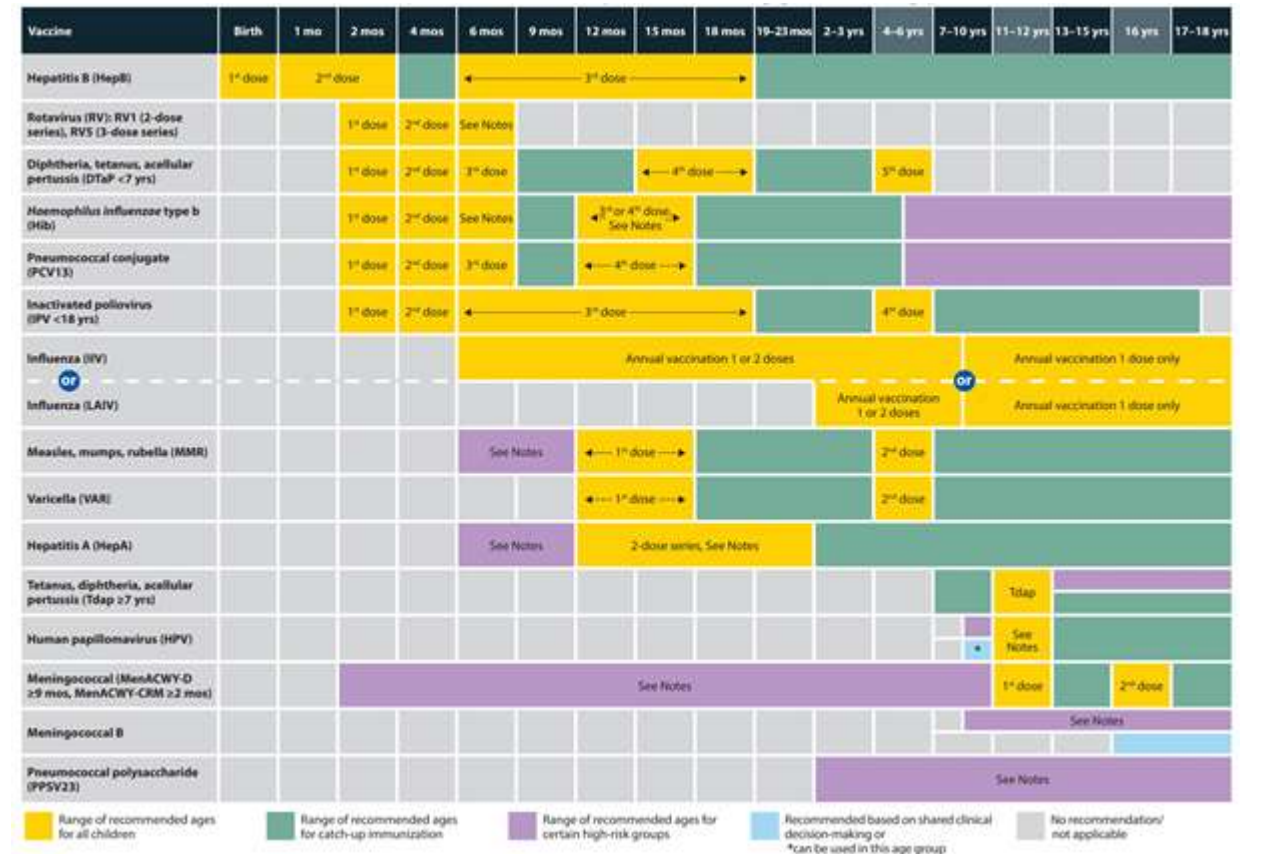 Vaccine Birth 1 mo 2 mos 4 mos 6 mos 9 mos 12 mos 15 mos 18 mos 19–23 mos 2–3 yrs 4–6 yrs 7–10 yrs 11–12 yrs 13–15 yrs 16 yrs 17–18 yrs
Hepatitis B (HepB) 1st dose 2nd dose 3rd dose
Rotavirus (RV): RV1 (2-dose
series), RV5 (3-dose series) 1st dose 2nd dose See Notes
Diphtheria, tetanus, acellular
pertussis (DTaP <7 yrs) 1st dose 2nd dose 3rd dose 4th dose 5th dose
Haemophilus influenzae type b
(Hib) 1st dose 2nd dose See Notes 3rd or 4th dose,
See Notes
Pneumococcal conjugate
(PCV13) 1st dose 2nd dose 3rd dose 4th dose
Inactivated poliovirus
(IPV <18 yrs) 1st dose 2nd dose 3rd dose 4th dose
Influenza (IIV) Annual vaccination 1 or 2 doses Annual vaccination 1 dose only
or or
Influenza (LAIV) Annual vaccination
1 or 2 doses Annual vaccination 1 dose only
Measles, mumps, rubella (MMR) See Notes 1st dose 2nd dose
Varicella (VAR) 1st dose 2nd dose
Hepatitis A (HepA) See Notes 2-dose series, See Notes
Tetanus, diphtheria, acellular
pertussis (Tdap ≥7 yrs) Tdap
Human papillomavirus (HPV) * See
Notes
Meningococcal (MenACWY-D
≥9 mos, MenACWY-CRM ≥2 mos) See Notes 1st dose 2nd dose
Meningococcal B See Notes
Pneumococcal polysaccharide
(PPSV23) See Notes
Range of recommended ages
for all children
Range of recommended ages
for catch-up immunization
Range of recommended ages for
certain high-risk groups
Recommended based on shared clinical
decision-making or
*can be used in this age group
No recommendation/
not applicable